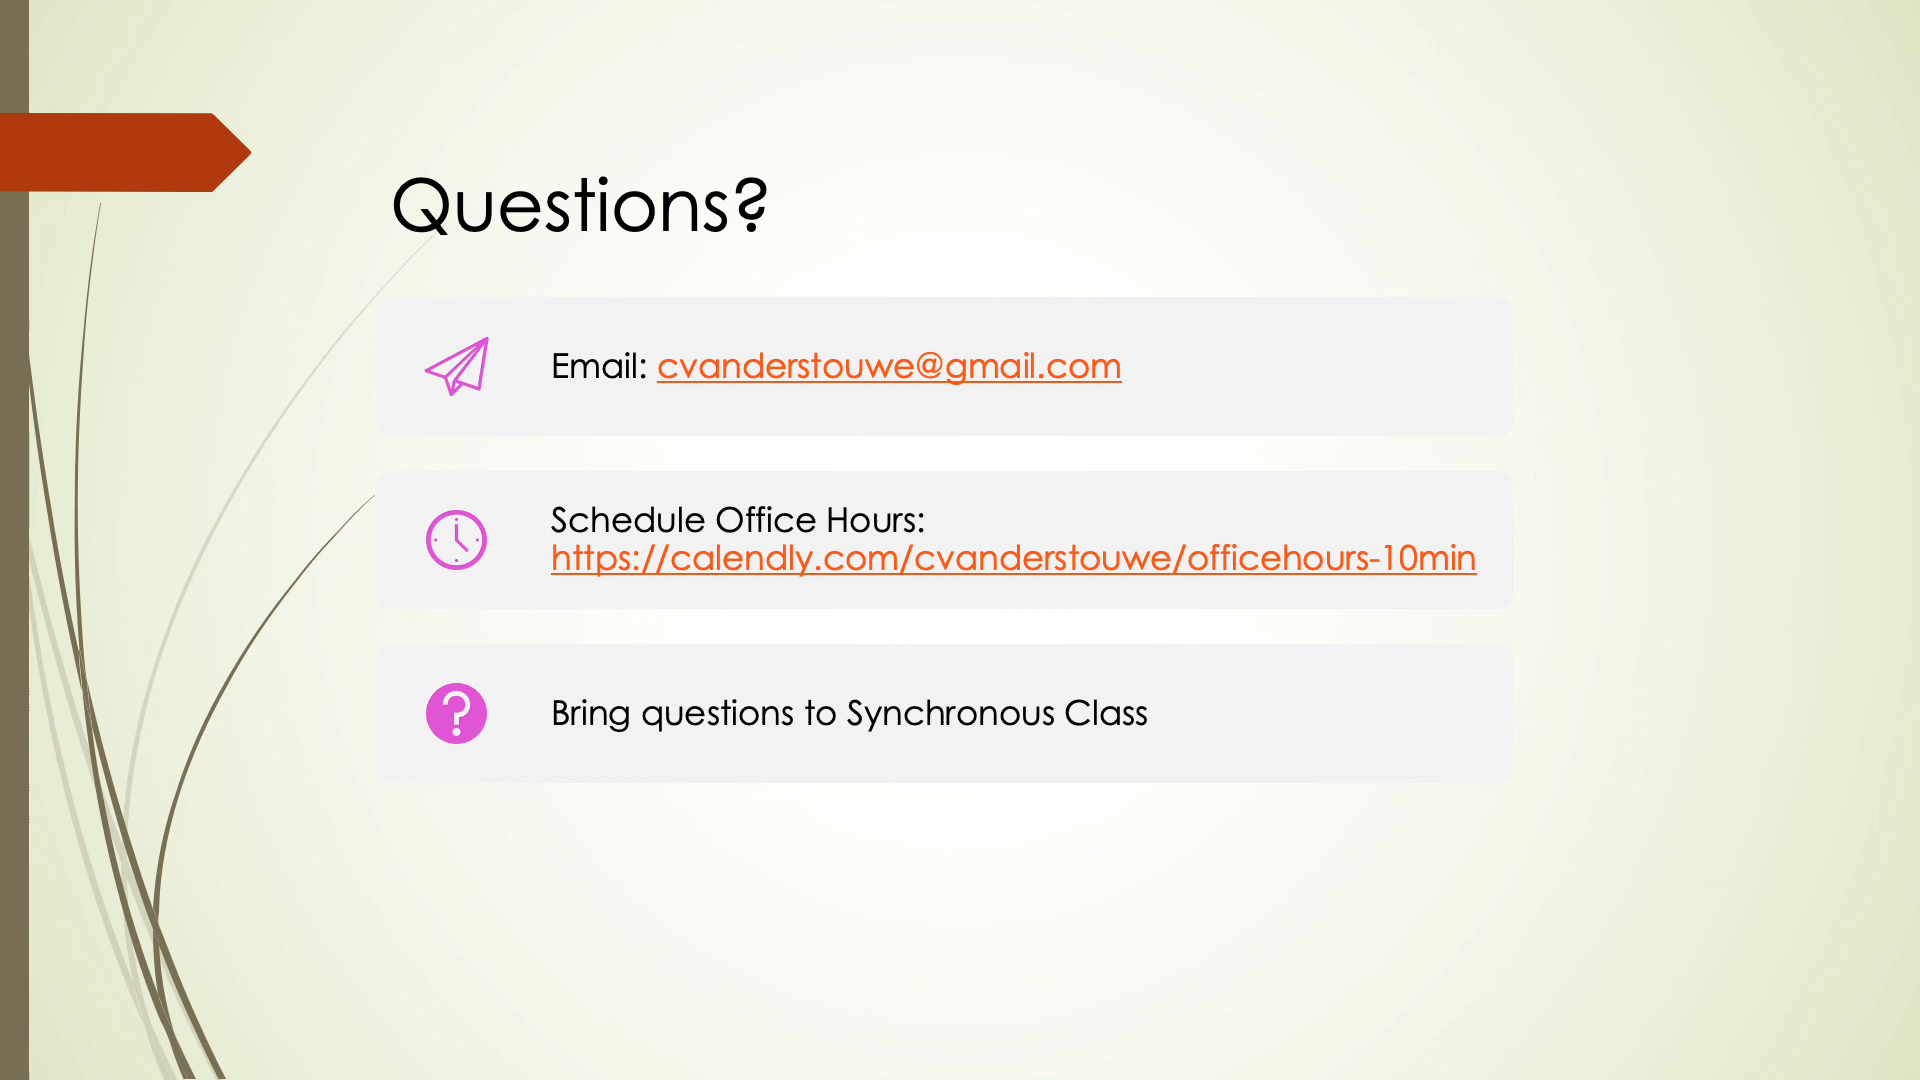 Questions?
Email: cvanderstouwe@gmail.com
Schedule Office Hours:
https://calendly.com/cvanderstouwe/officehours-10min
Bring questions to Synchronous Class